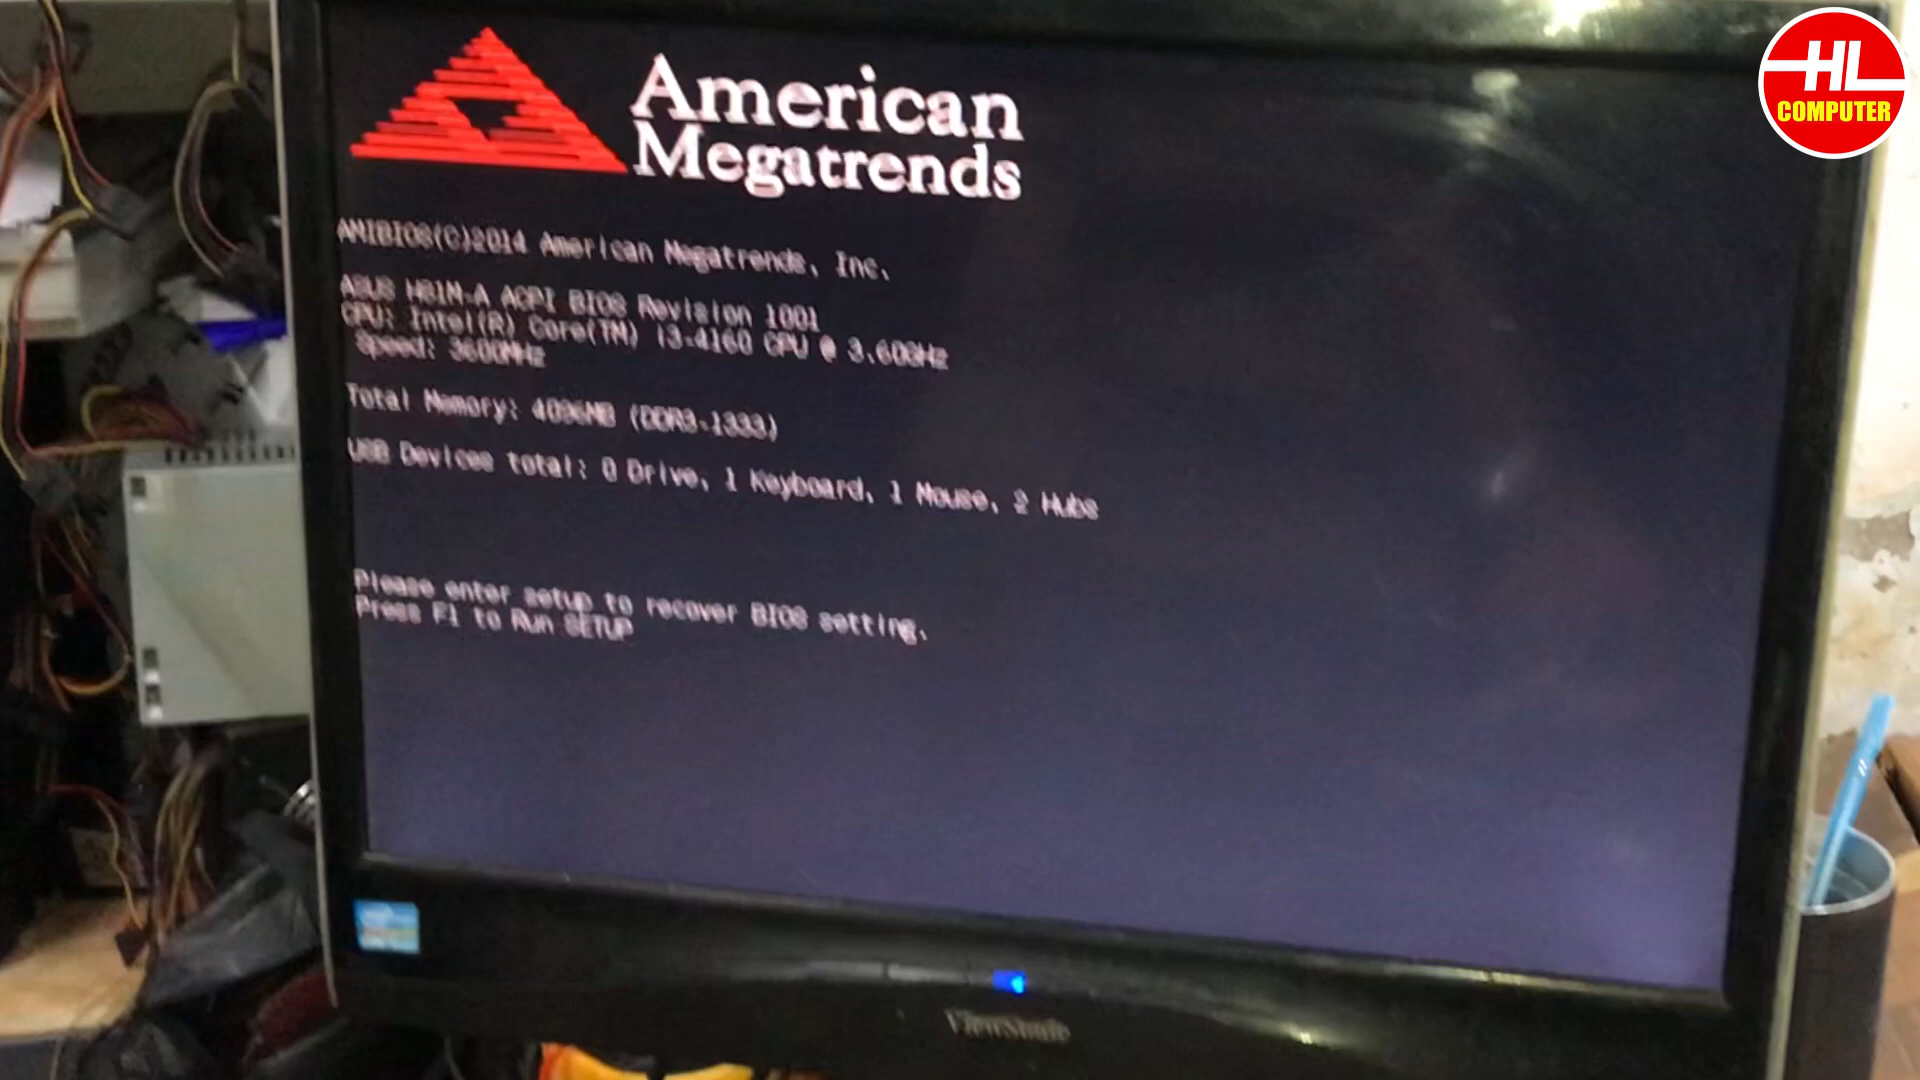 HL
COMPUTER
American
Megatrends
AMIBIOS(C)2014 American Megatrends, Inc.
ASUS H81M-A ACPI BIOS Revision 1001
CPU: Intel(R) Core(TM) i3-4160 CPU @ 3.60GHz
Speed: 3600MHz
Total Memory: 4096MB (DDR3-1333)
USB Devices total: 0 Drive, 1 Keyboard, 1 Mouse, 2 Hubs
Please enter setup to recover BIOS setting.
Press F1 to Run SETUP